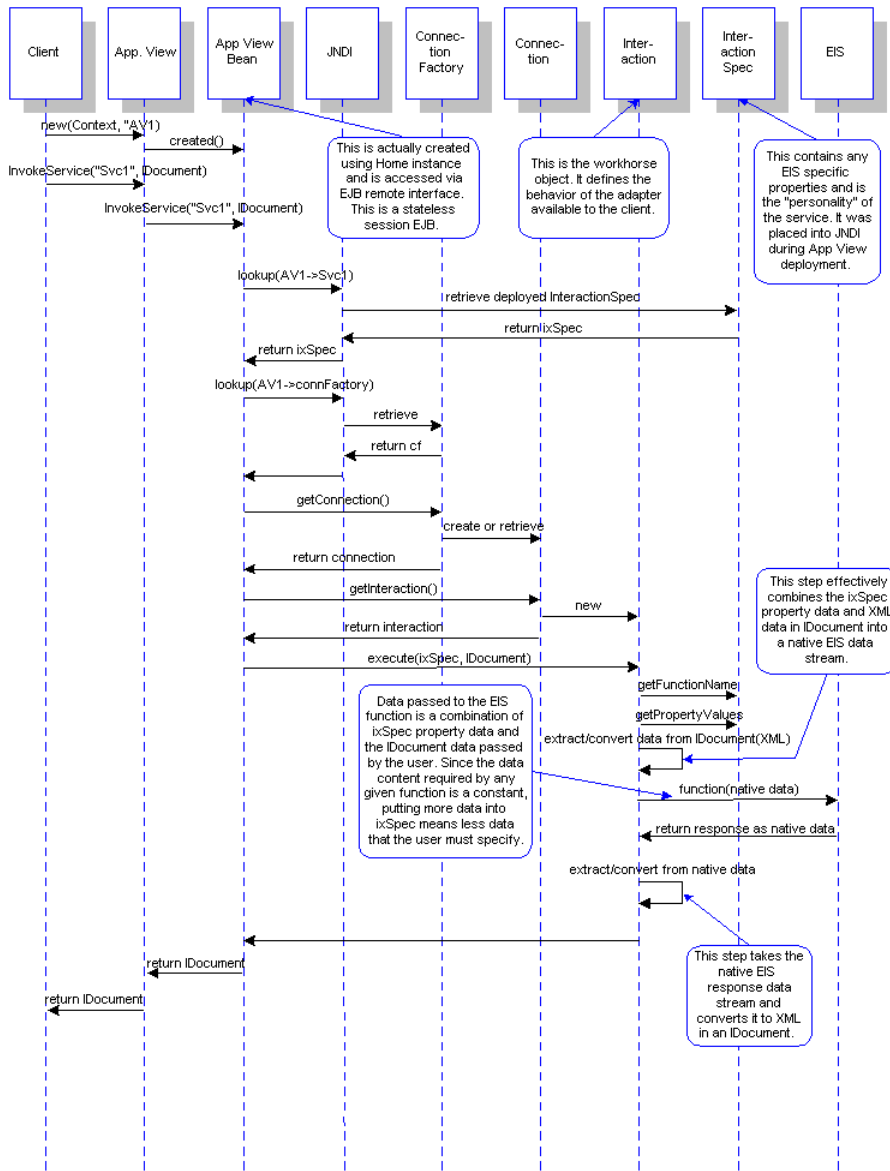 Client
App. View
App View
Bean
JNDI
Connec-
tion
Factory
Connec-
tion
Inter-
action
Inter-
action
Spec
EIS
new(Context, "AV1)
created()
InvokeService("Svc1", IDocument)
InvokeService("Svc1", IDocument)
This is actually created
using Home instance
and is accessed via
EJB remote interface.
This is a stateless
session EJB.
This is the workhorse
object. It defines the
behavior of the adapter
available to the client.
This contains any
EIS specific
properties and is
the "personality" of
the service. It was
placed into JNDI
during App View
deployment.
lookup(AV1->Svc1)
retrieve deployed InteractionSpec
return ixSpec
return ixSpec
lookup(AV1->connFactory)
retrieve
return cf
getConnection()
create or retrieve
return connection
getInteraction()
new
return interaction
execute(ixSpec, IDocument)
This step effectively
combines the ixSpec
property data and XML
data in IDocument into
a native EIS data
stream.
getFunctionName
getPropertyValues
extract/convert data from IDocument(XML)
Data passed to the EIS
function is a combination of
ixSpec property data and
the IDocument data passed
by the user. Since the data
content required by any
given function is a constant,
putting more data into
ixSpec means less data
that the user must specify.
function(native data)
return response as native data
extract/convert from native data
This step takes the
native EIS
response data
stream and
converts it to XML
in an IDocument.
return IDocument
return IDocument